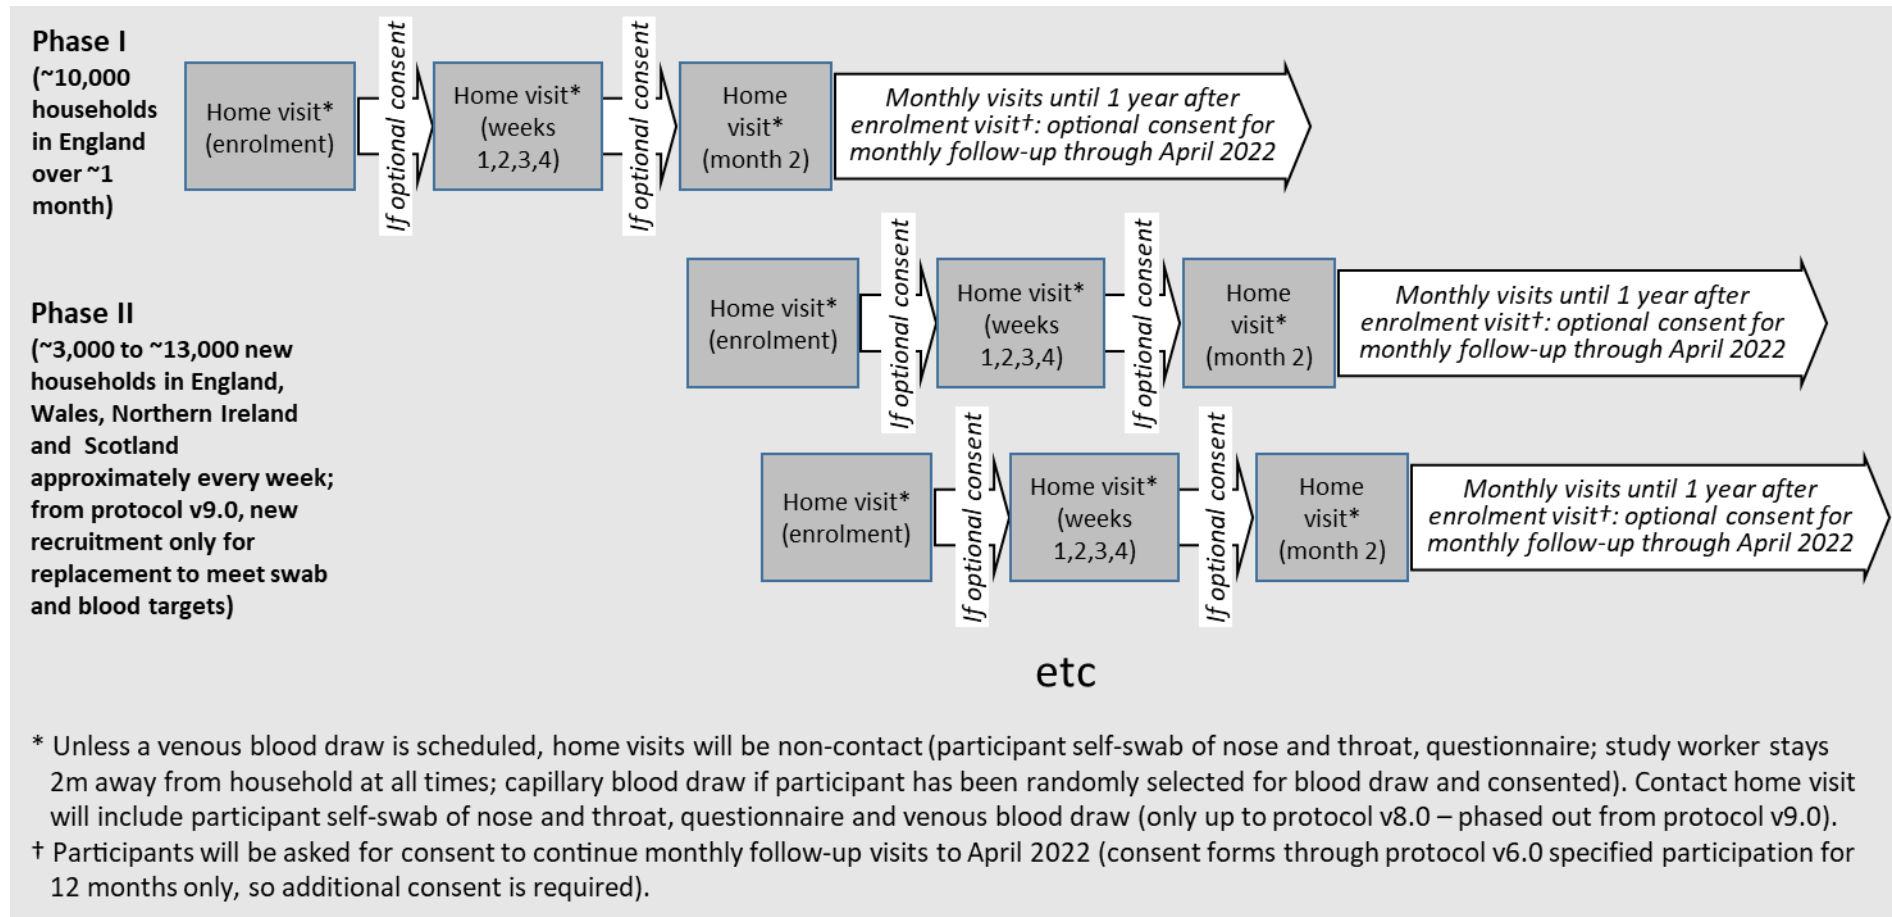 Phase I
(~10,000
households
in England
over ~1
month)
Home visit*
(enrolment)
If optional consent
Home visit*
(weeks
1,2,3,4)
If optional consent
Home
visit*
(month 2)
Monthly visits until 1 year after
enrolment visit†: optional consent for
monthly follow-up through April 2022
Phase II
(~3,000 to ~13,000 new
households in England,
Wales, Northern Ireland
and Scotland
approximately every week;
from protocol v9.0, new
recruitment only for
replacement to meet swab
and blood targets)
Home visit*
(enrolment)
If optional consent
Home visit*
(weeks
1,2,3,4)
If optional consent
Home
visit*
(month 2)
Monthly visits until 1 year after
enrolment visit†: optional consent for
monthly follow-up through April 2022
Home visit*
(enrolment)
If optional consent
Home visit*
(weeks
1,2,3,4)
If optional consent
Home
visit*
(month 2)
Monthly visits until 1 year after
enrolment visit†: optional consent for
monthly follow-up through April 2022
etc
* Unless a venous blood draw is scheduled, home visits will be non-contact (participant self-swab of nose and throat, questionnaire; study worker stays
2m away from household at all times; capillary blood draw if participant has been randomly selected for blood draw and consented). Contact home visit
will include participant self-swab of nose and throat, questionnaire and venous blood draw (only up to protocol v8.0 – phased out from protocol v9.0).
† Participants will be asked for consent to continue monthly follow-up visits to April 2022 (consent forms through protocol v6.0 specified participation for
12 months only, so additional consent is required).